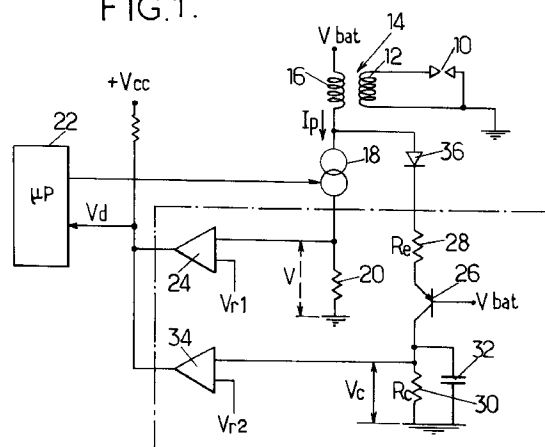 FIG.1.
V bat
14
10
12
16
+Vcc
22
Ip
18
36
μP
Vd
Re
28
24
V
20
26
V bat
Vr1
34
32
Vc
Rc
30
Vr2